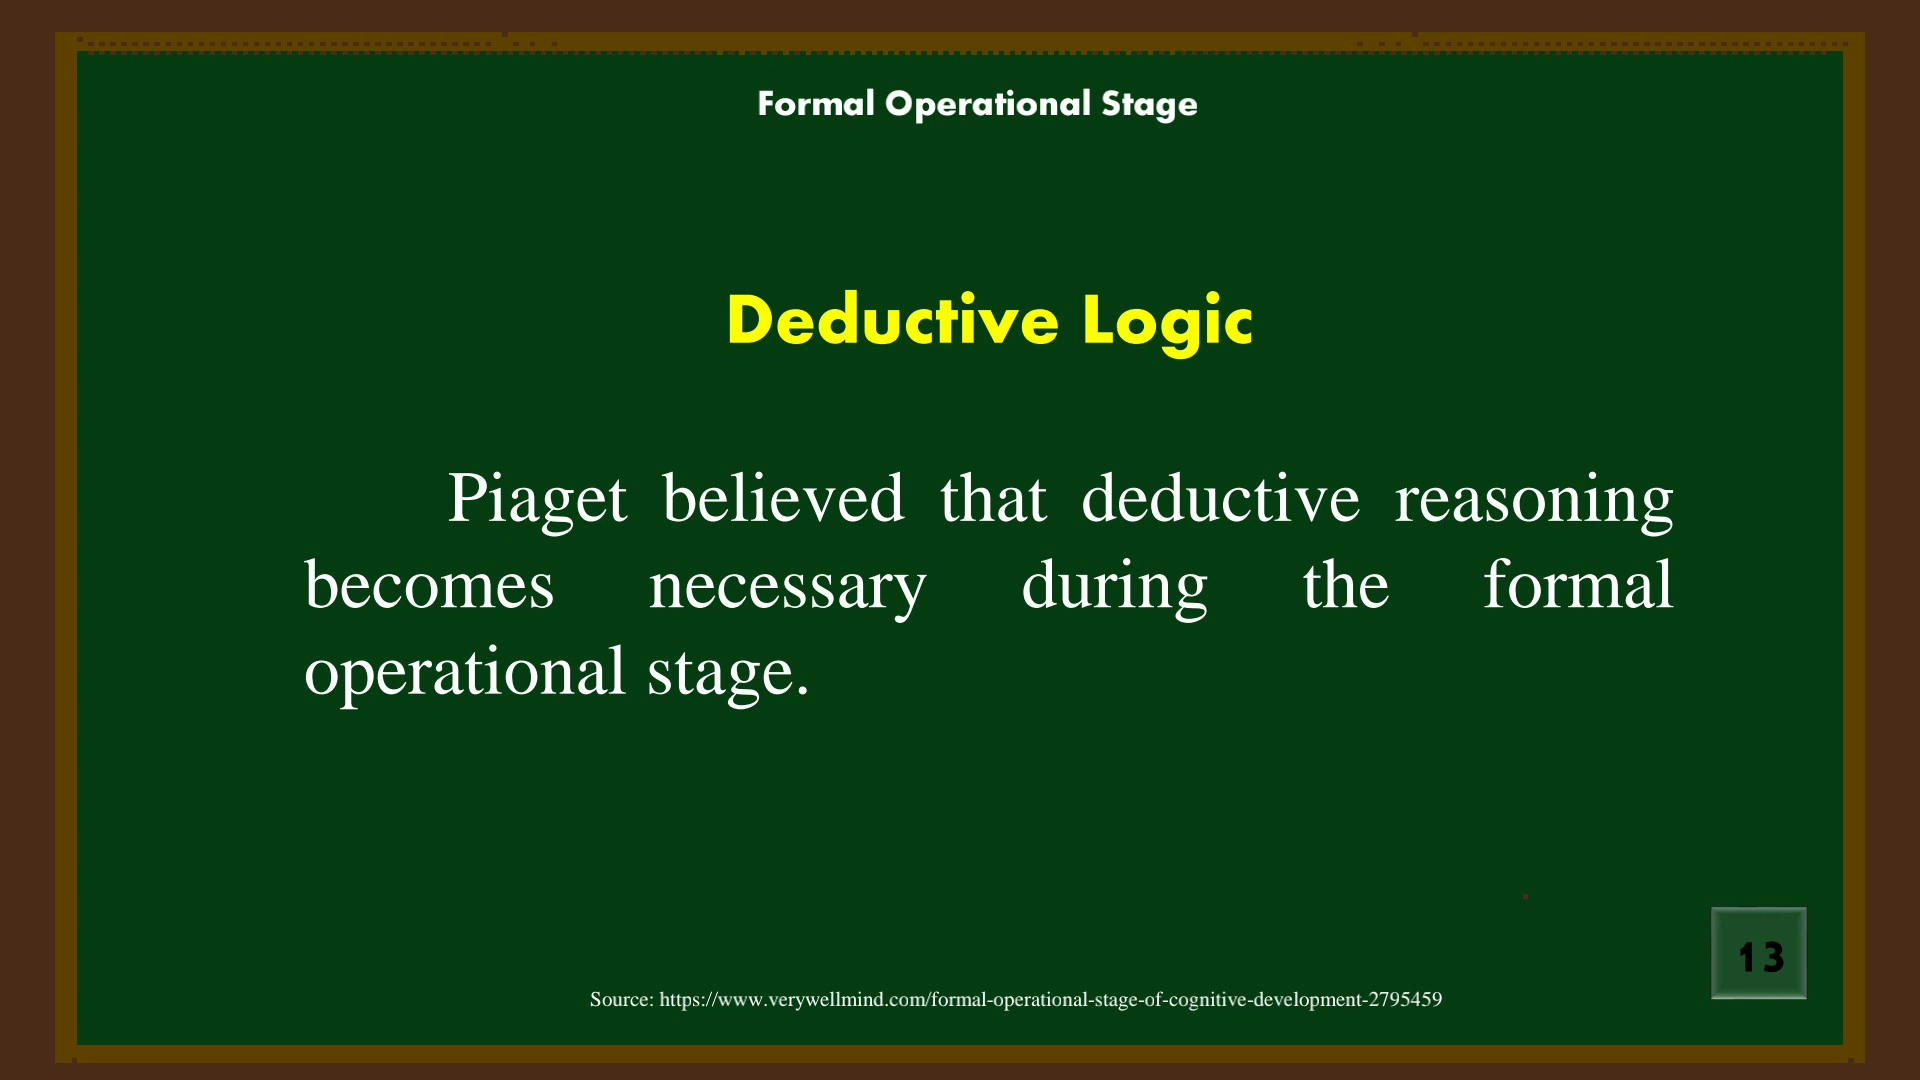 Formal Operational Stage
Deductive Logic
Piaget believed that deductive reasoning
becomes necessary during the formal
operational stage.
13
Source: https://www.verywellmind.com/formal-operational-stage-of-cognitive-development-2795459